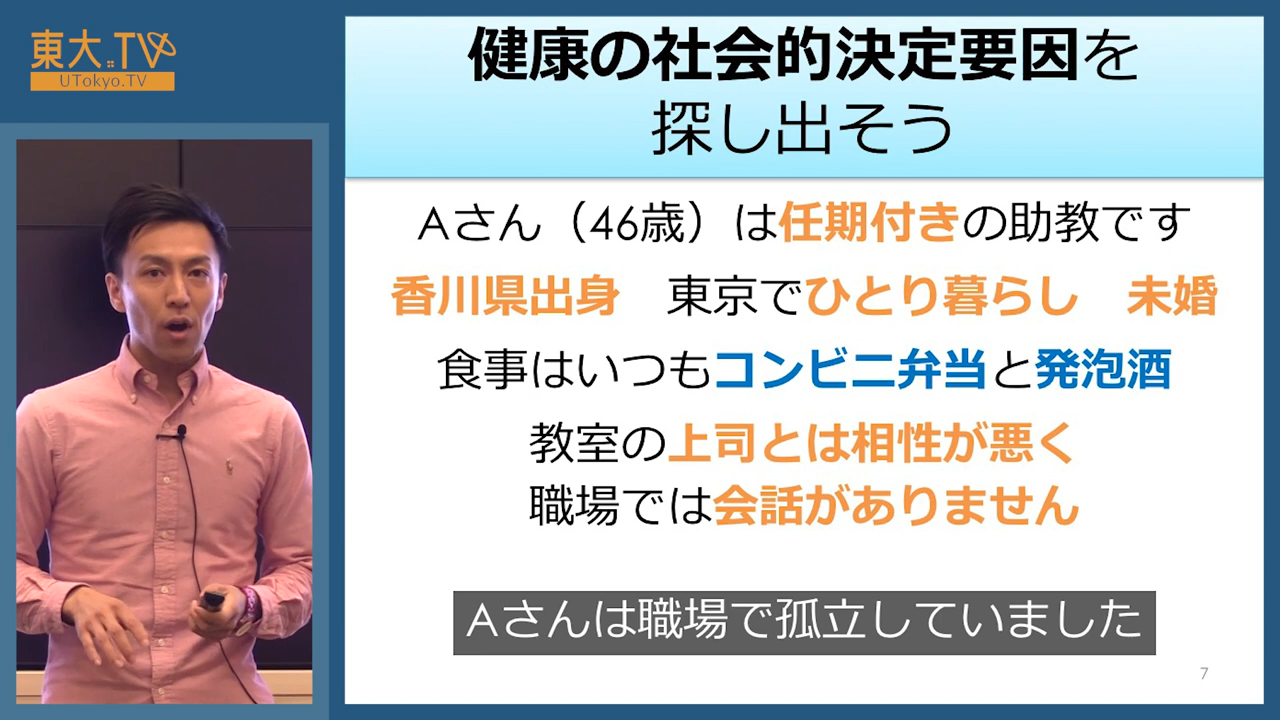 東大TV
UTokyo.TV
健康の社会的決定要因を
探し出そう
Aさん（46歳）は任期付きの助教です
香川県出身　東京でひとり暮らし　未婚
食事はいつもコンビニ弁当と発泡酒
教室の上司とは相性が悪く
職場では会話がありません
Aさんは職場で孤立していました
7